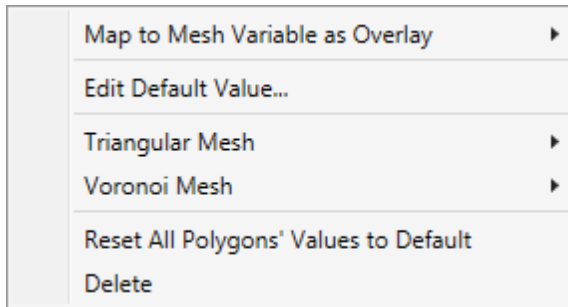 Map to Mesh Variable as Overlay
Edit Default Value...
Triangular Mesh
Voronoi Mesh
Reset All Polygons' Values to Default
Delete